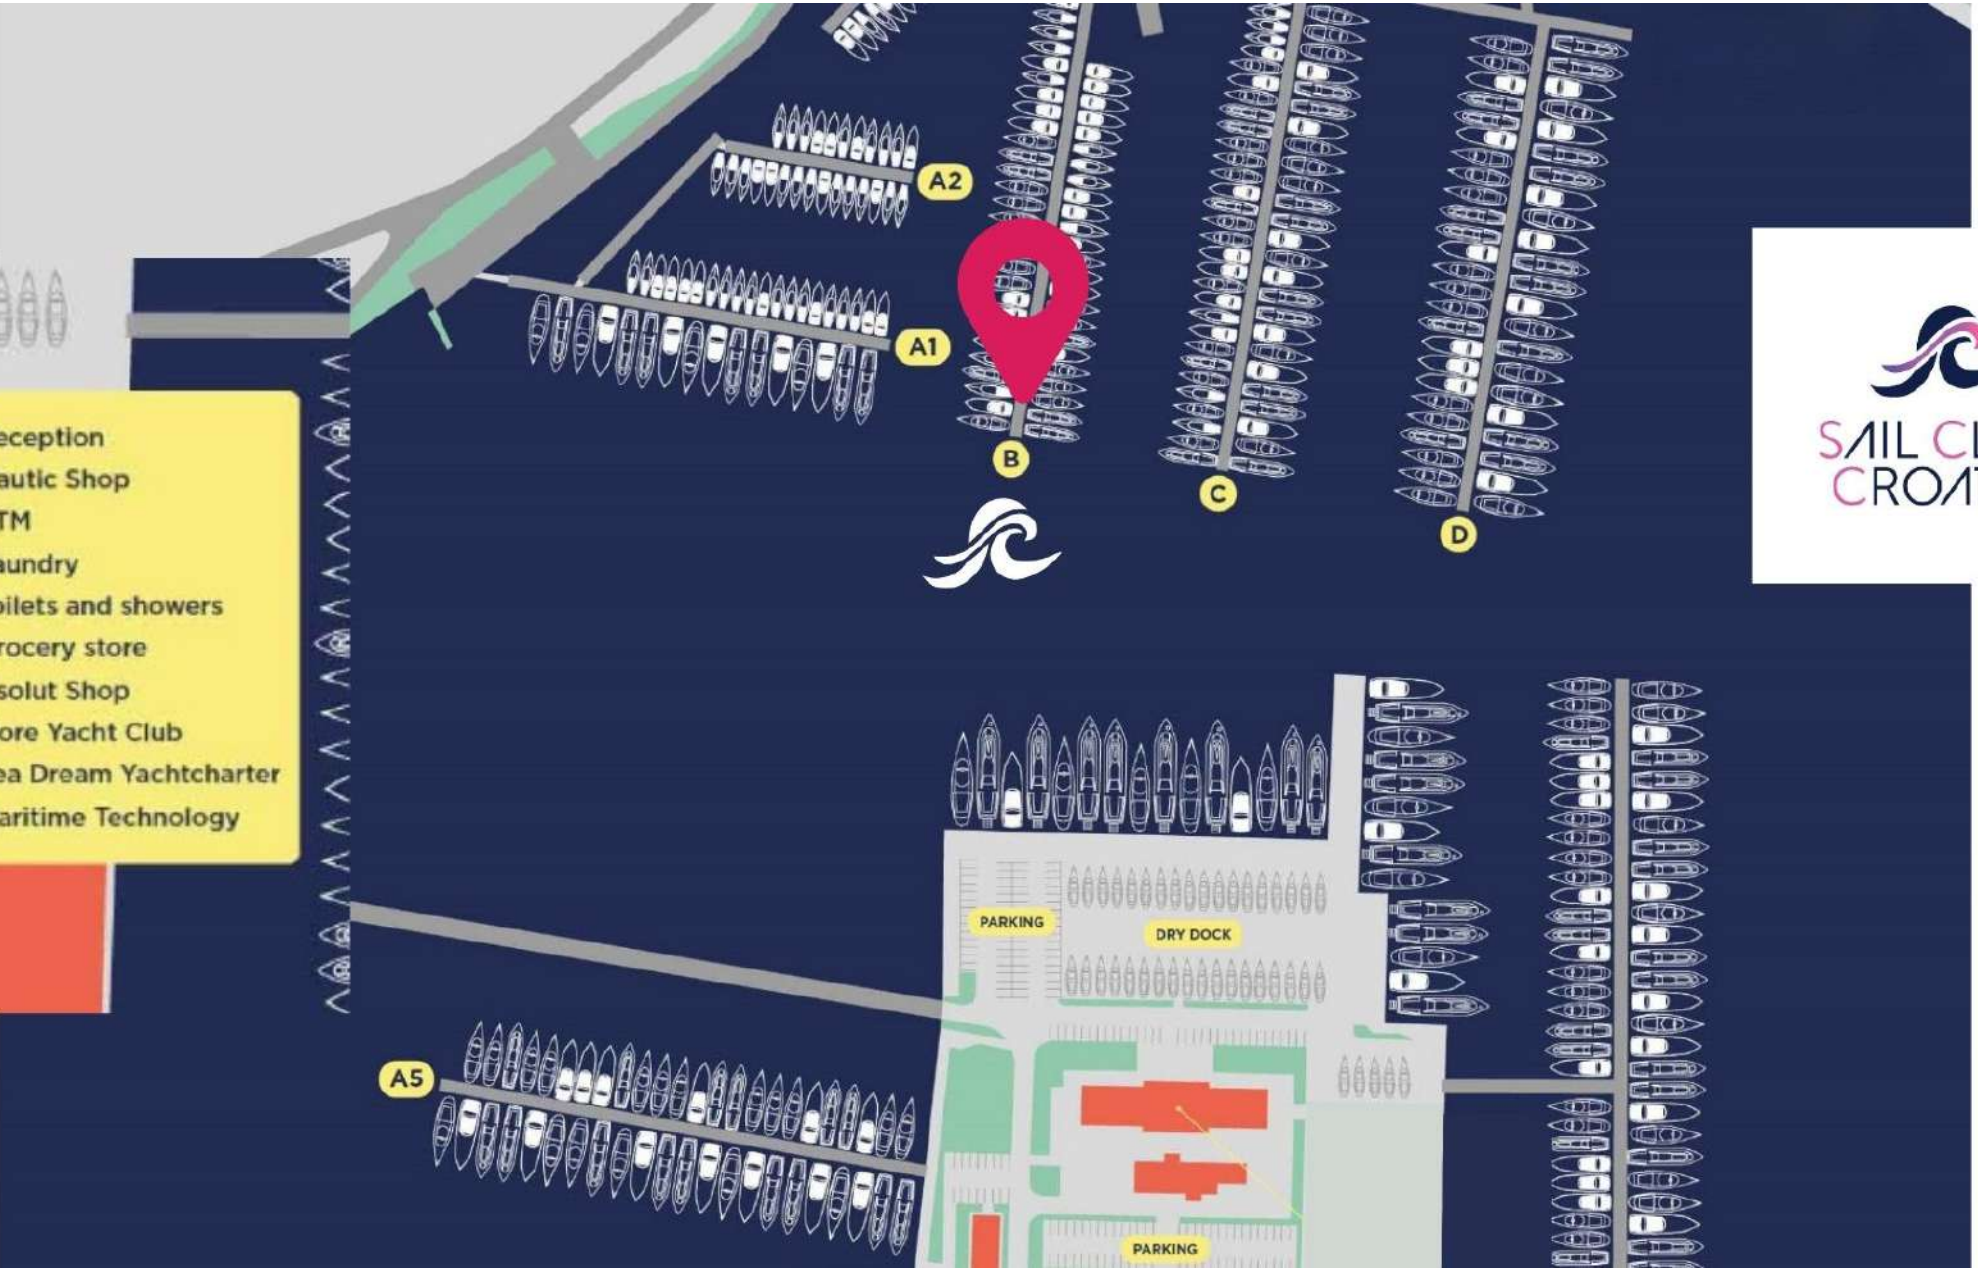 A2
A1
B
C
D
eception
autic Shop
TM
aundry
oilets and showers
rocery store
solut Shop
ore Yacht Club
ea Dream Yachtcharter
aritime Technology
SAIL CL
CROAT
PARKING
DRY DOCK
A5
PARKING